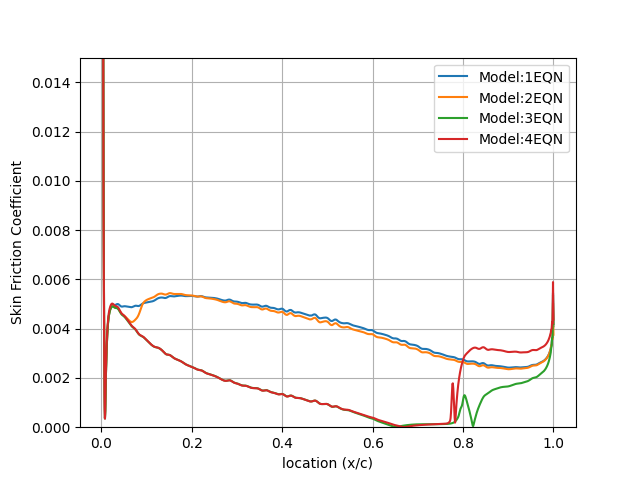 0.014
0.012
0.010
0.008
0.006
0.004
0.002
0.000
Skin Friction Coefficient
0.0
0.2
0.4
0.6
0.8
1.0
location (x/c)
Model:1EQN
Model:2EQN
Model:3EQN
Model:4EQN